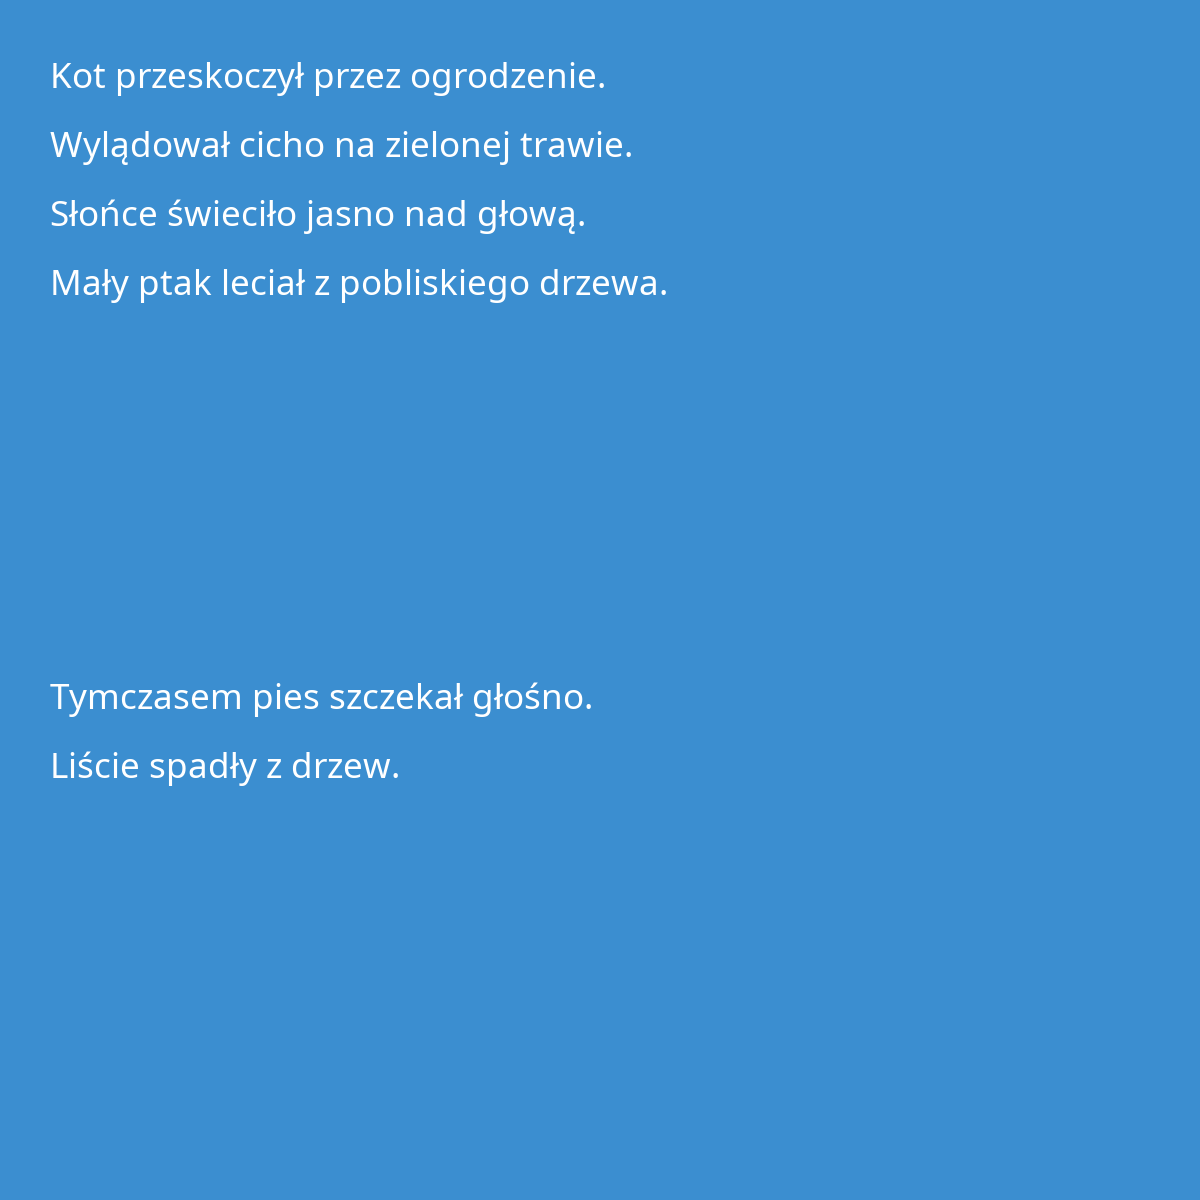 Kot przeskoczył przez ogrodzenie.
Wylądował cicho na zielonej trawie.
Słońce świeciło jasno nad głową.
Mały ptak leciał z pobliskiego drzewa.
Tymczasem pies szczekał głośno.
Liście spadły z drzew.